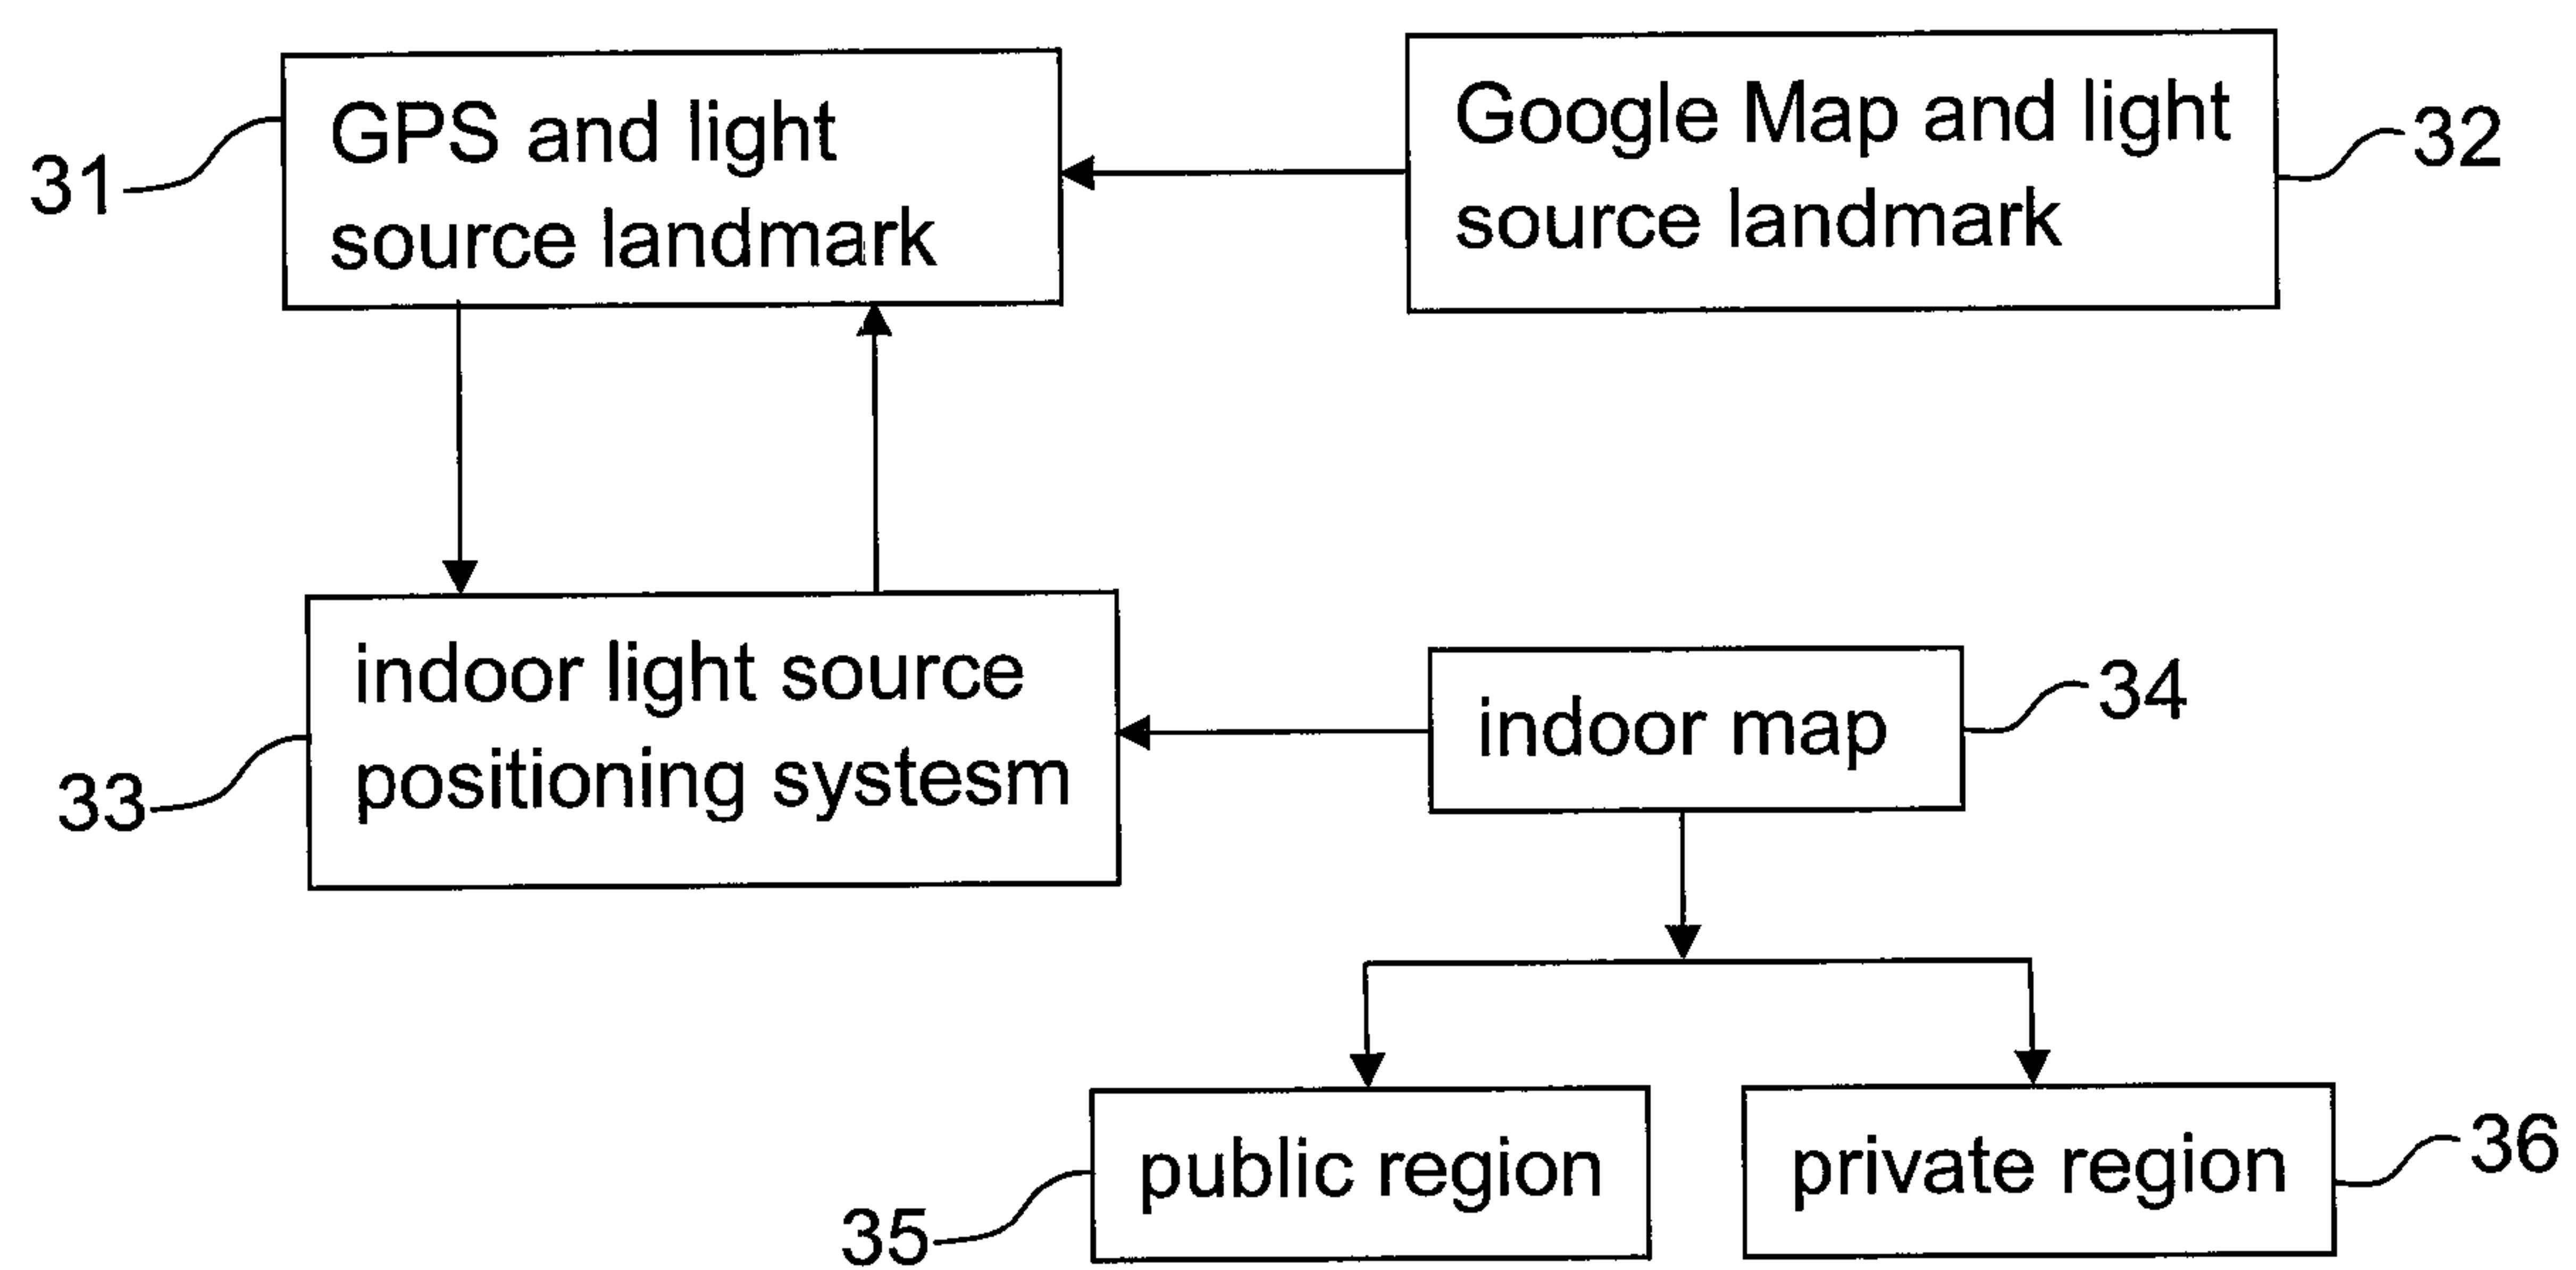 GPS and light
source landmark
31
Google Map and light
source landmark
32
indoor light source
positioning systesm
33
indoor map
34
public region
35
private region
36